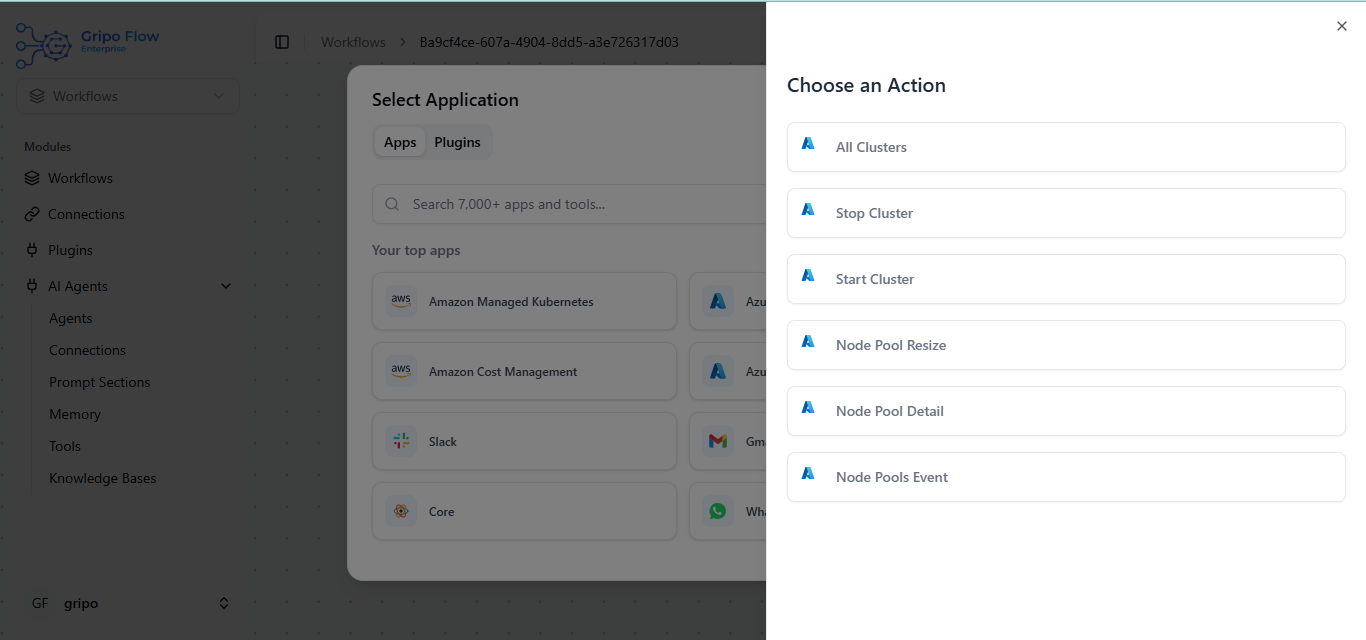 Gripo Flow
Enterprise
Workflows
Modules
Workflows
Connections
Plugins
AI Agents
Agents
Connections
Prompt Sections
Memory
Tools
Knowledge Bases
GF gripo
Workflows > Ba9cf4ce-607a-4904-8dd5-a3e726317d03
Select Application
Apps Plugins
Search 7,000+ apps and tools...
Your top apps
aws Amazon Managed Kubernetes
Azu
aws Amazon Cost Management
Azu
Slack
Gm
Core
Wh
Choose an Action
All Clusters
Stop Cluster
Start Cluster
Node Pool Resize
Node Pool Detail
Node Pools Event